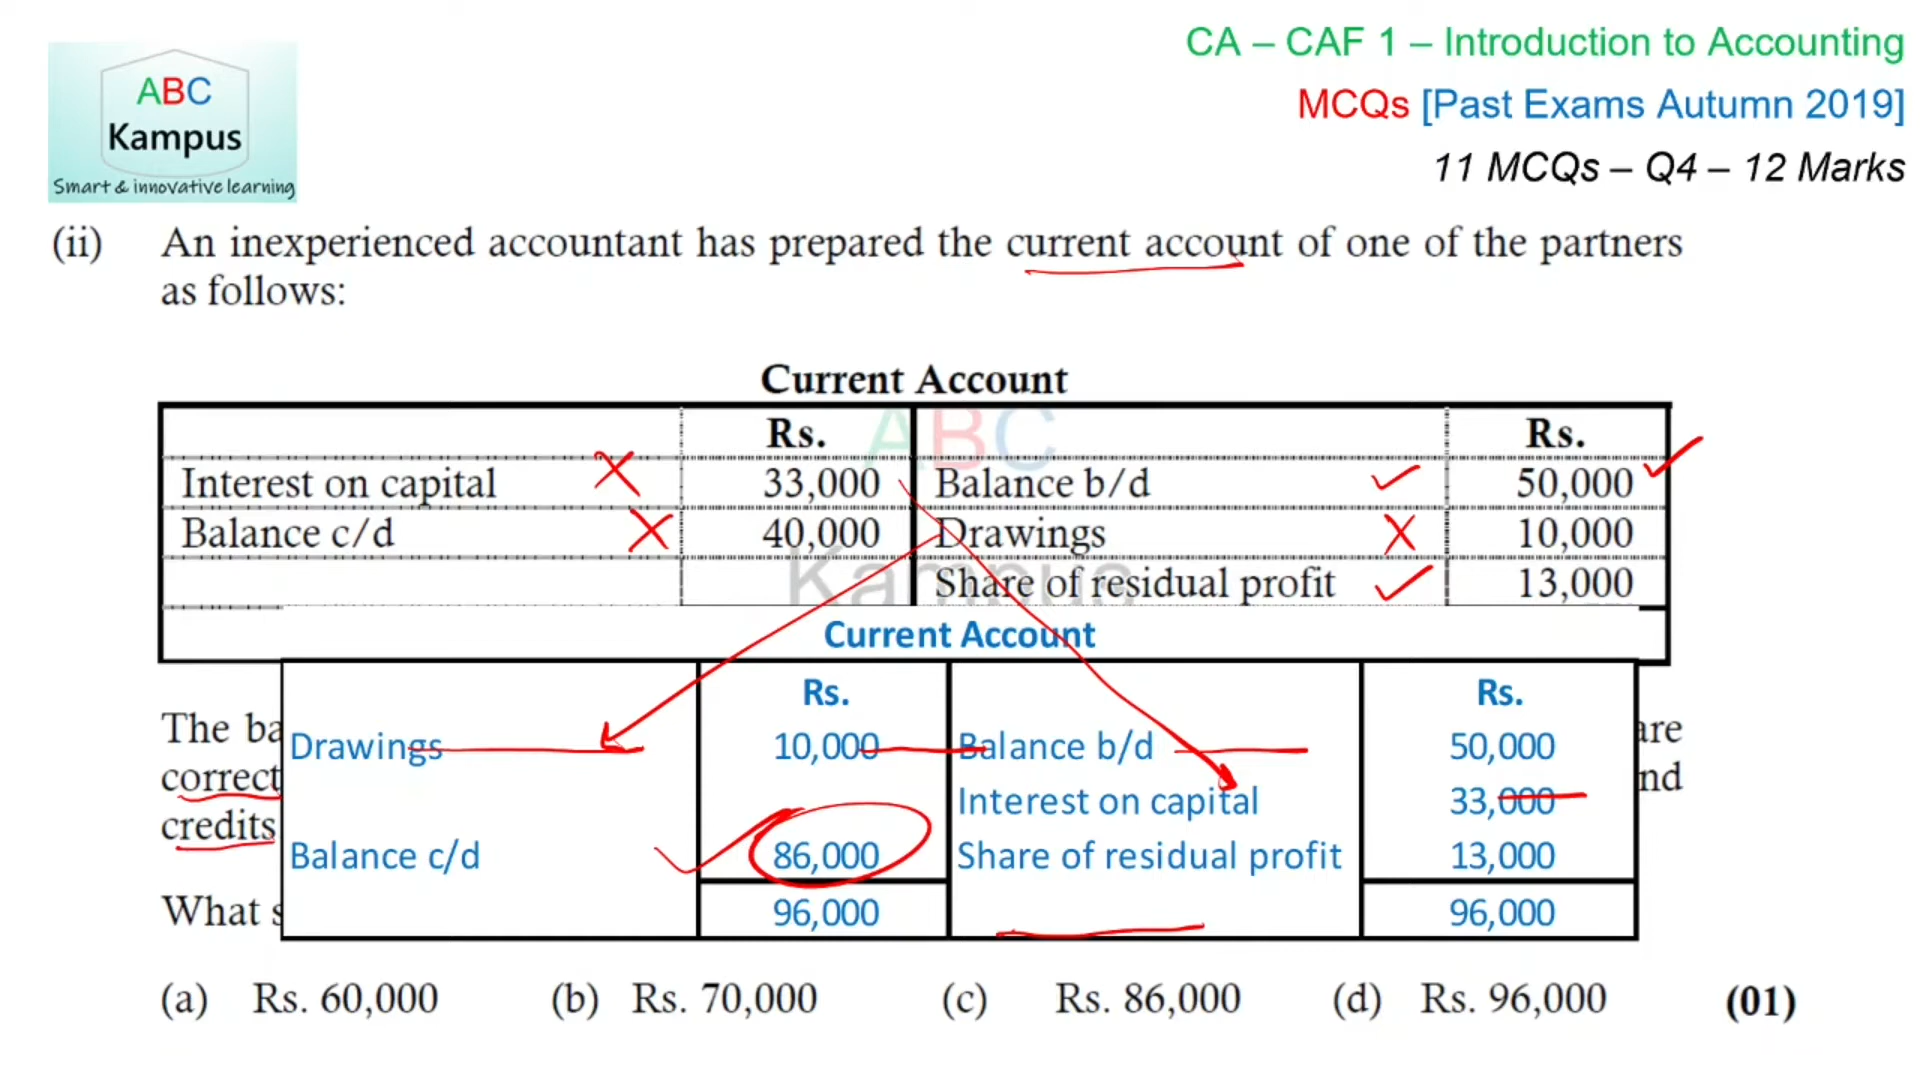 ABC
Kampus
Smart & innovative learning
CA – CAF 1 – Introduction to Accounting
MCQs [Past Exams Autumn 2019]
11 MCQs – Q4 – 12 Marks
(ii) An inexperienced accountant has prepared the current account of one of the partners
as follows:
Current Account
ABC
Rs. Rs.
Interest on capital 33,000 Balance b/d 50,000
Balance c/d 40,000 Drawings 10,000
Kampus
Share of residual profit 13,000
Current Account
Rs. Rs.
The ba are
Drawings 10,000 Balance b/d 50,000
correct nd
Interest on capital 33,000
credits
Balance c/d 86,000 Share of residual profit 13,000
What s 96,000 96,000
(a) Rs. 60,000 (b) Rs. 70,000 (c) Rs. 86,000 (d) Rs. 96,000 (01)